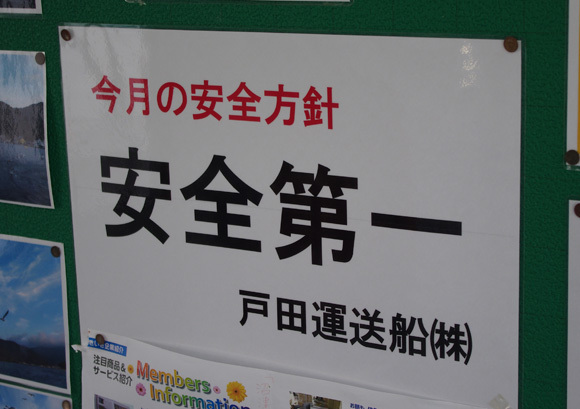 今月の安全方針
安全第一
戸田運送船㈱
注目商品&
サービス紹介
Members
Information